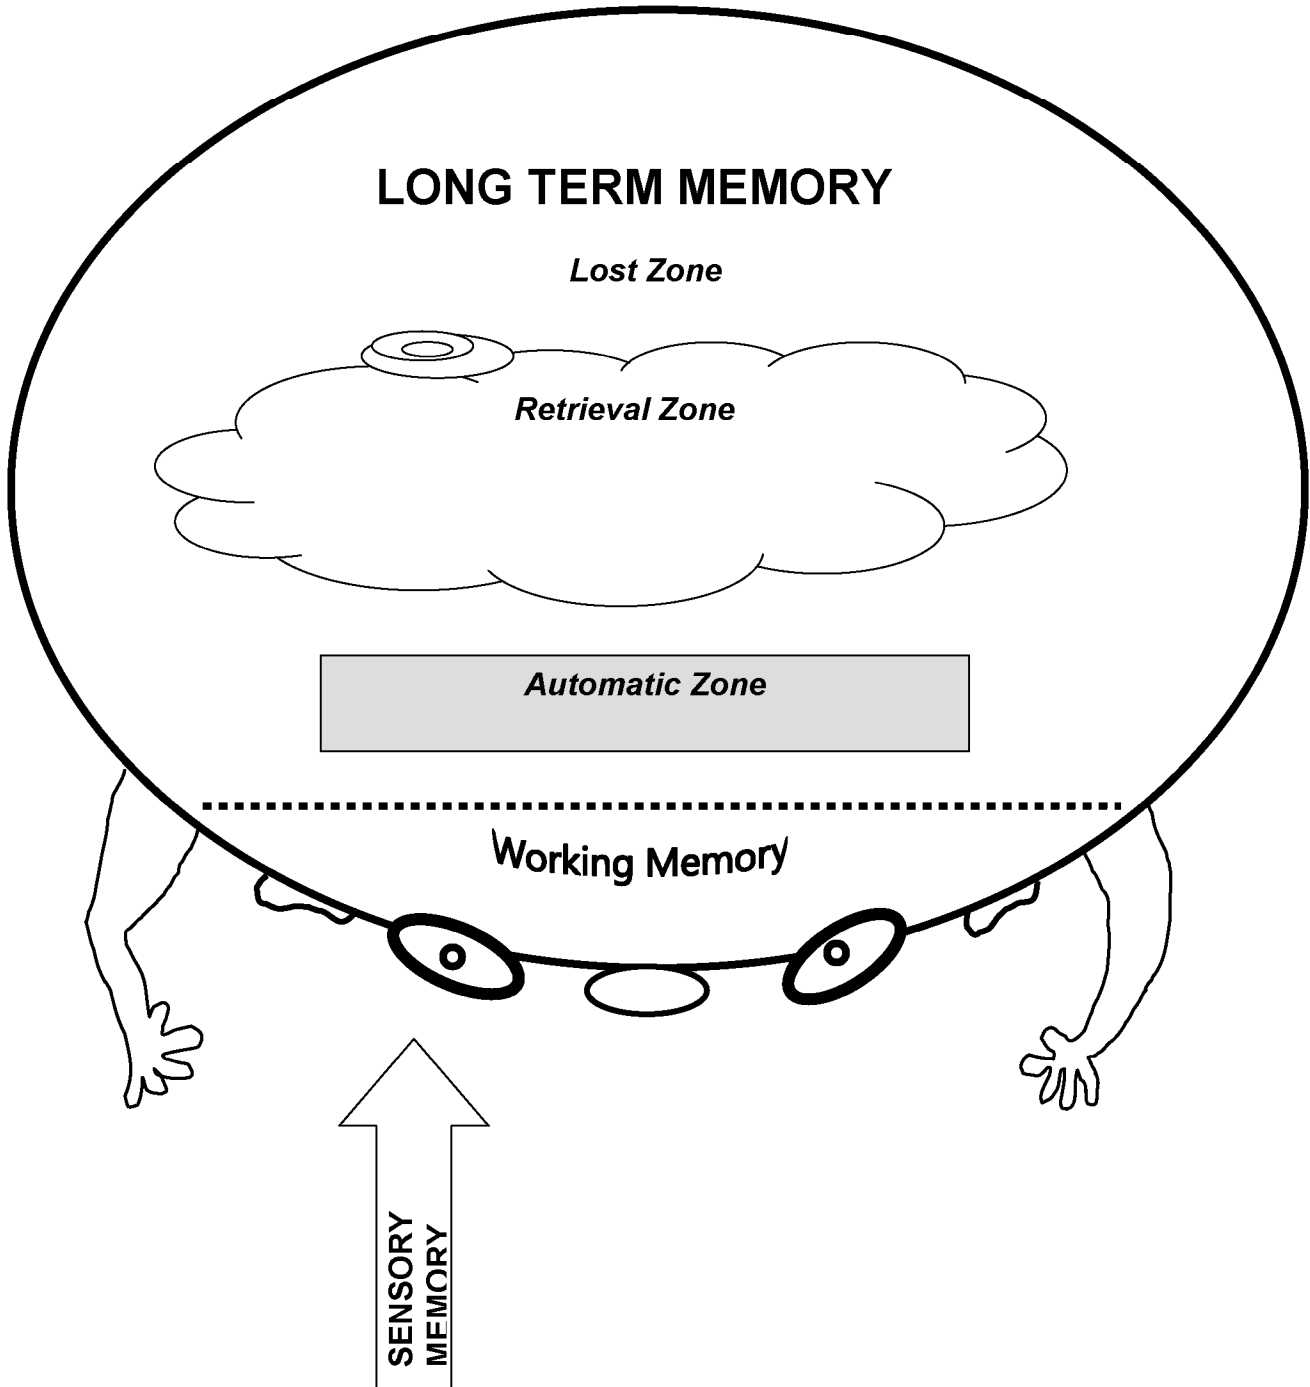 LONG TERM MEMORY
Lost Zone
Retrieval Zone
Automatic Zone
Working Memory
SENSORY
MEMORY